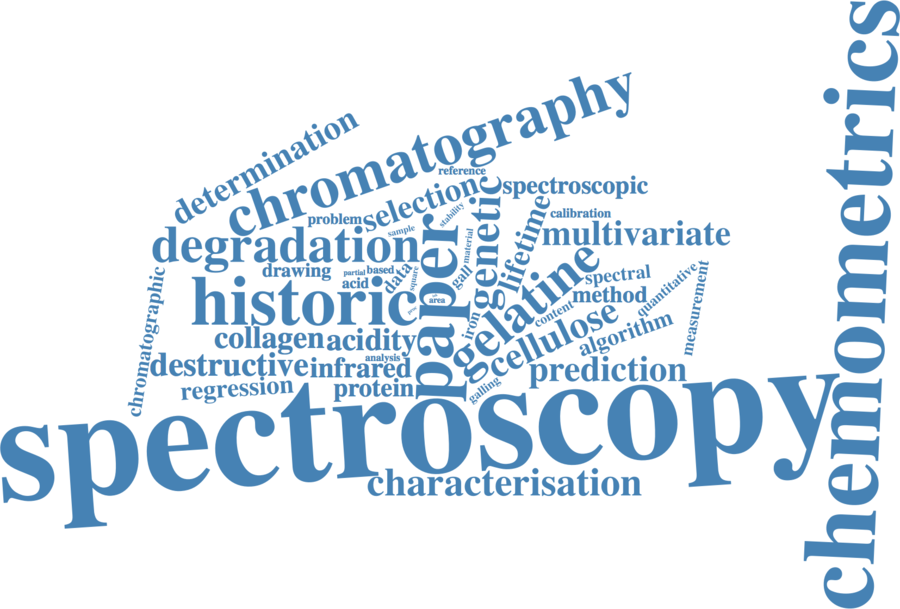 chemometrics
chromatography
determination
reference
selection
spectroscopic
genetic
problem
stability
calibration
sample
lifetime
degradation
paper
material
multivariate
drawing
partial
based
data
square
gall
gelatine
spectral
acid
method
quantitative
measurement
chromatographic
historic
area
content
iron
cellulose
algorithm
collagen
acidity
analysis
destructive
infrared
prediction
regression
protein
galling
spectroscopy
characterisation